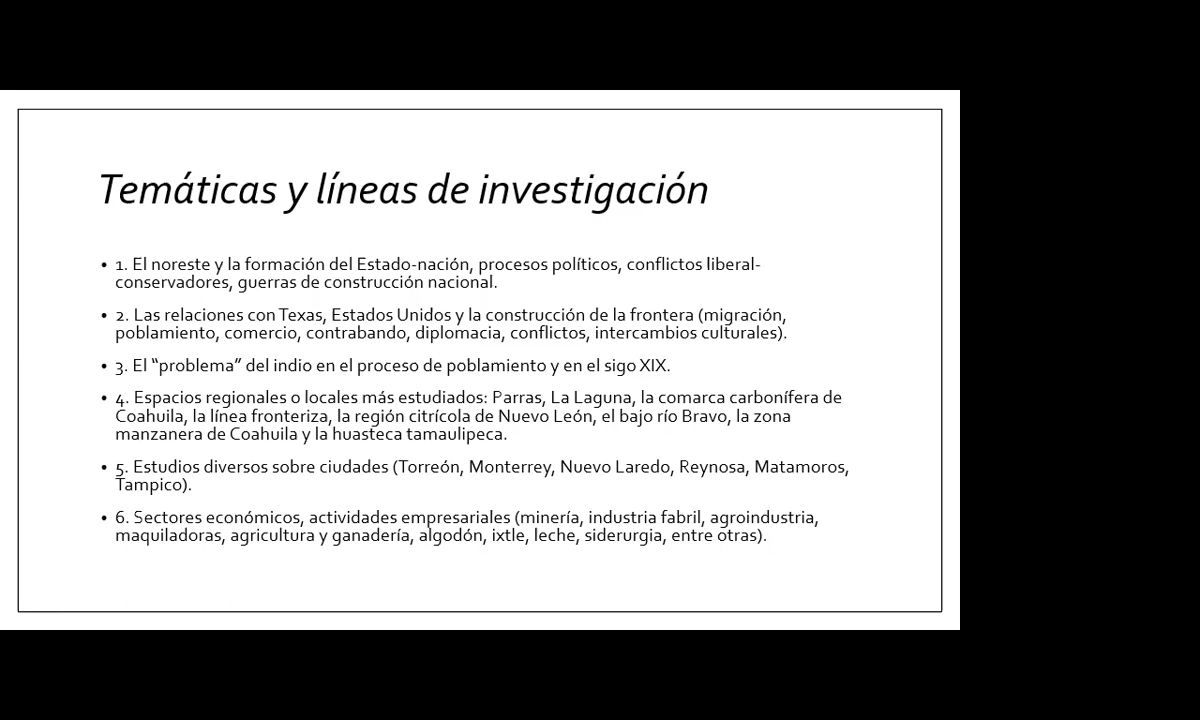 Temáticas y líneas de investigación
• 1. El noreste y la formación del Estado-nación, procesos políticos, conflictos liberal-
conservadores, guerras de construcción nacional.
• 2. Las relaciones con Texas, Estados Unidos y la construcción de la frontera (migración,
poblamiento, comercio, contrabando, diplomacia, conflictos, intercambios culturales).
• 3. El “problema” del indio en el proceso de poblamiento y en el sigo XIX.
• 4. Espacios regionales o locales más estudiados: Parras, La Laguna, la comarca carbonífera de
Coahuila, la línea fronteriza, la región citrícola de Nuevo León, el bajo río Bravo, la zona
manzanera de Coahuila y la huasteca tamaulipeca.
• 5. Estudios diversos sobre ciudades (Torreón, Monterrey, Nuevo Laredo, Reynosa, Matamoros,
Tampico).
• 6. Sectores económicos, actividades empresariales (minería, industria fabril, agroindustria,
maquiladoras, agricultura y ganadería, algodón, ixtle, leche, siderurgia, entre otras).